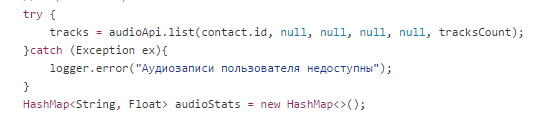 try {
    tracks = audioApi.list(contact.id, null, null, null, null, tracksCount);
}catch (Exception ex){
    logger.error("Аудиозаписи пользователя недоступны");
}
HashMap<String, Float> audioStats = new HashMap<>();